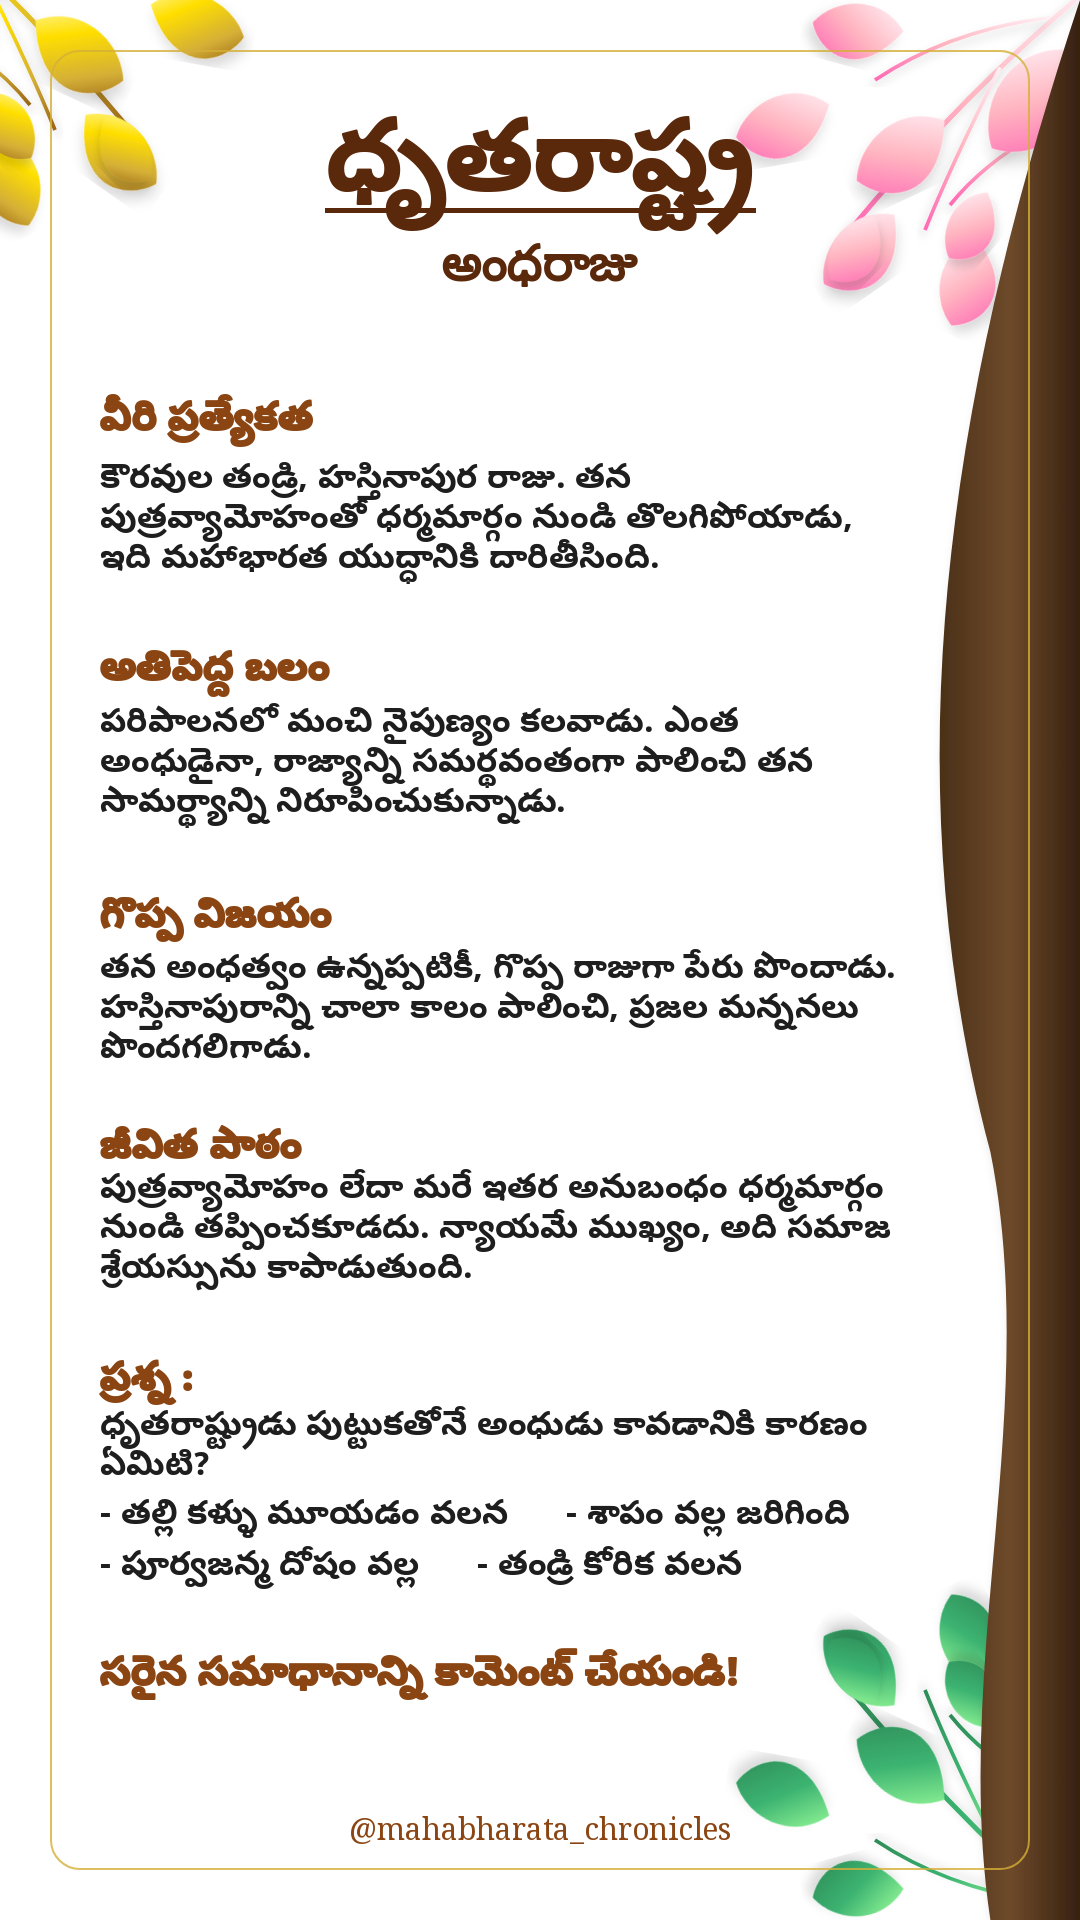 ధృతరాష్ట్ర
అంధరాజు
వీరి ప్రత్యేకత
కౌరవుల తండ్రి, హస్తినాపుర రాజు. తన
పుత్రవ్యామోహంతో ధర్మమార్గం నుండి తొలగిపోయాడు,
ఇది మహాభారత యుద్ధానికి దారితీసింది.
అతిపెద్ద బలం
పరిపాలనలో మంచి నైపుణ్యం కలవాడు. ఎంత
అంధుడైనా, రాజ్యాన్ని సమర్థవంతంగా పాలించి తన
సామర్థ్యాన్ని నిరూపించుకున్నాడు.
గొప్ప విజయం
తన అంధత్వం ఉన్నప్పటికీ, గొప్ప రాజుగా పేరు పొందాడు.
హస్తినాపురాన్ని చాలా కాలం పాలించి, ప్రజల మన్ననలు
పొందగలిగాడు.
జీవిత పాఠం
పుత్రవ్యామోహం లేదా మరే ఇతర అనుబంధం ధర్మమార్గం
నుండి తప్పించకూడదు. న్యాయమే ముఖ్యం, అది సమాజ
శ్రేయస్సును కాపాడుతుంది.
ప్రశ్న :
ధృతరాష్ట్రుడు పుట్టుకతోనే అంధుడు కావడానికి కారణం
ఏమిటి?
- తల్లి కళ్ళు మూయడం వలన - శాపం వల్ల జరిగింది
- పూర్వజన్మ దోషం వల్ల - తండ్రి కోరిక వలన
సరైన సమాధానాన్ని కామెంట్ చేయండి!
@mahabharata_chronicles